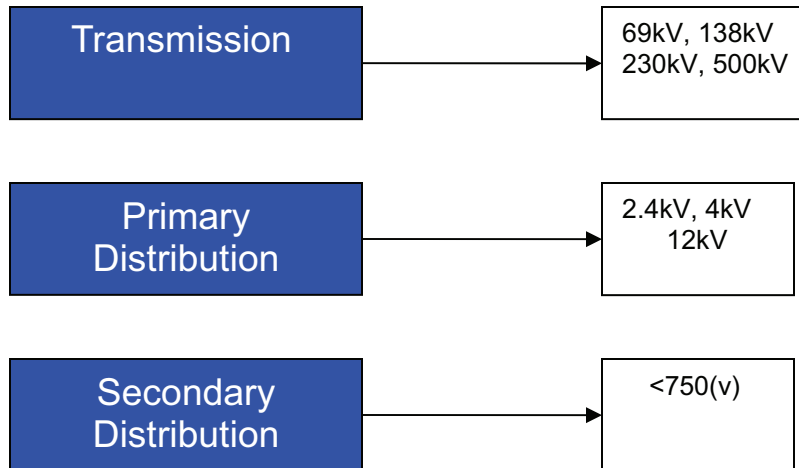 Transmission
69kV, 138kV
230kV, 500kV
Primary
Distribution
2.4kV, 4kV
12kV
Secondary
Distribution
<750(v)